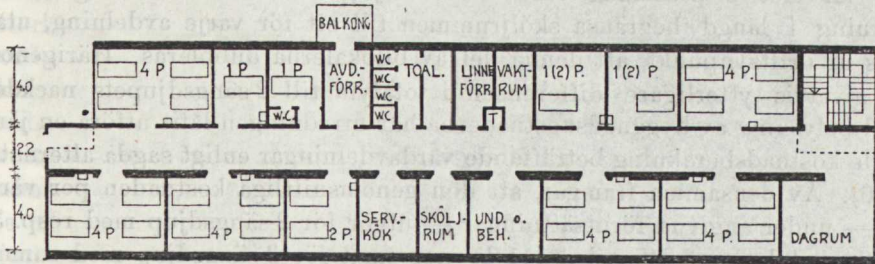 BALKONG
4 P
1 P
AVD.-
FÖRR.
WC
WC
WC
WC
TOAL.
LINNE
FÖRR.
VAKT-
RUM
1(2) P.
1(2) P.
4 P.
W.C.
T
4,0
2,2
4,0
4 P
4 P.
2 P.
SERV.-
KÖK
SKÖLJ-
RUM
UND. o.
BEH.
4 P
4 P.
DAGRUM